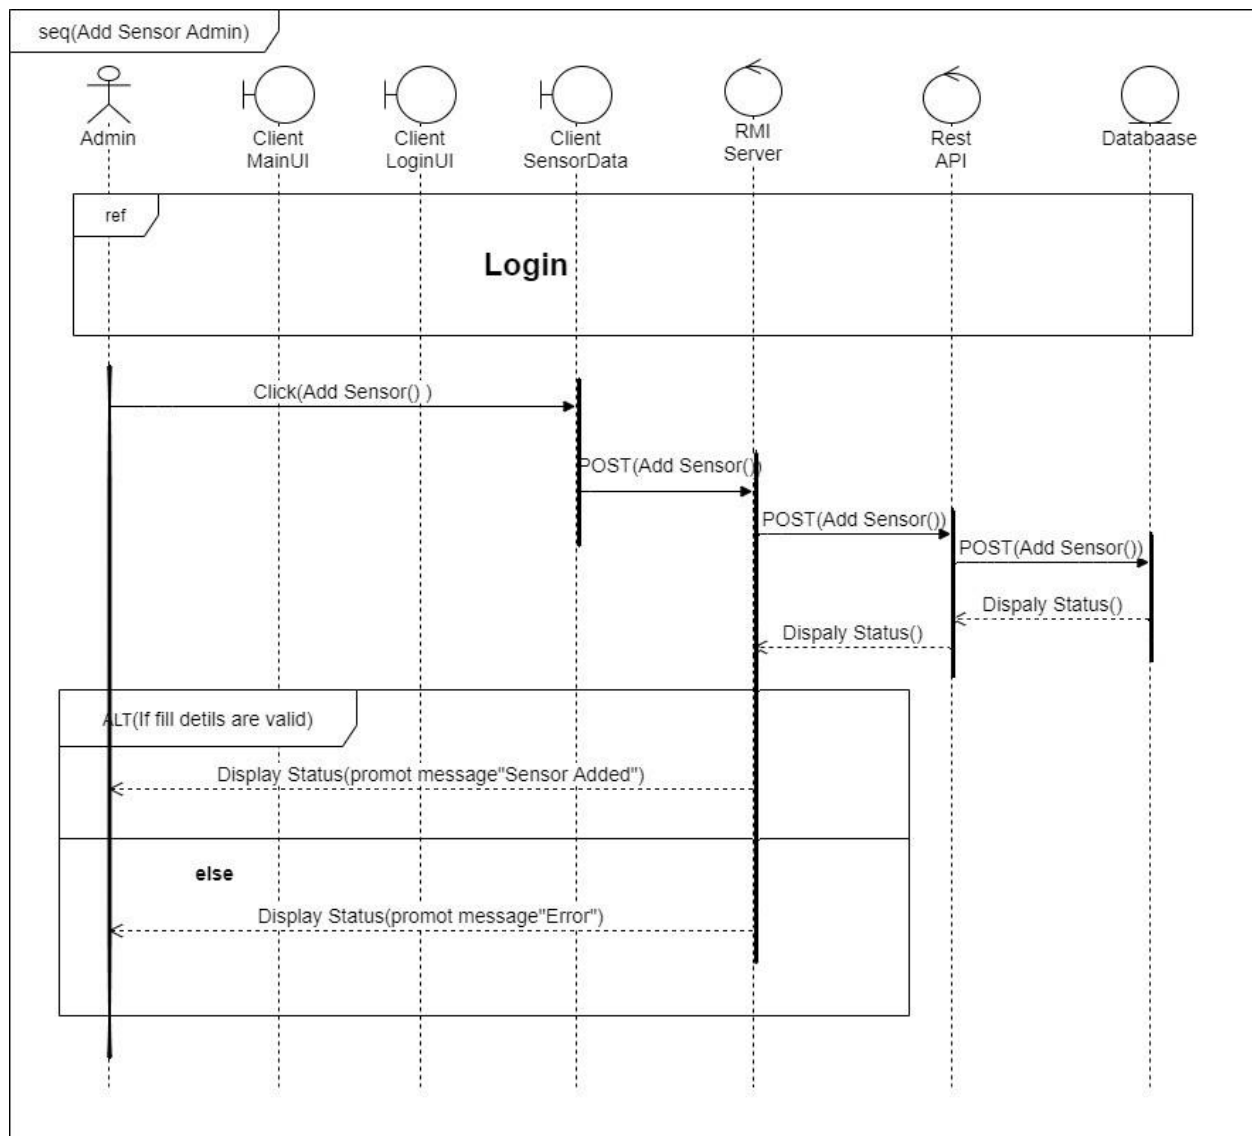 seq(Add Sensor Admin)
Admin
Client
MainUI
Client
LoginUI
Client
SensorData
RMI
Server
Rest
API
Databaase
ref
Login
Click(Add Sensor() )
POST(Add Sensor())
POST(Add Sensor())
POST(Add Sensor())
Dispaly Status()
Dispaly Status()
ALT(If fill detils are valid)
Display Status(promot message"Sensor Added")
else
Display Status(promot message"Error")